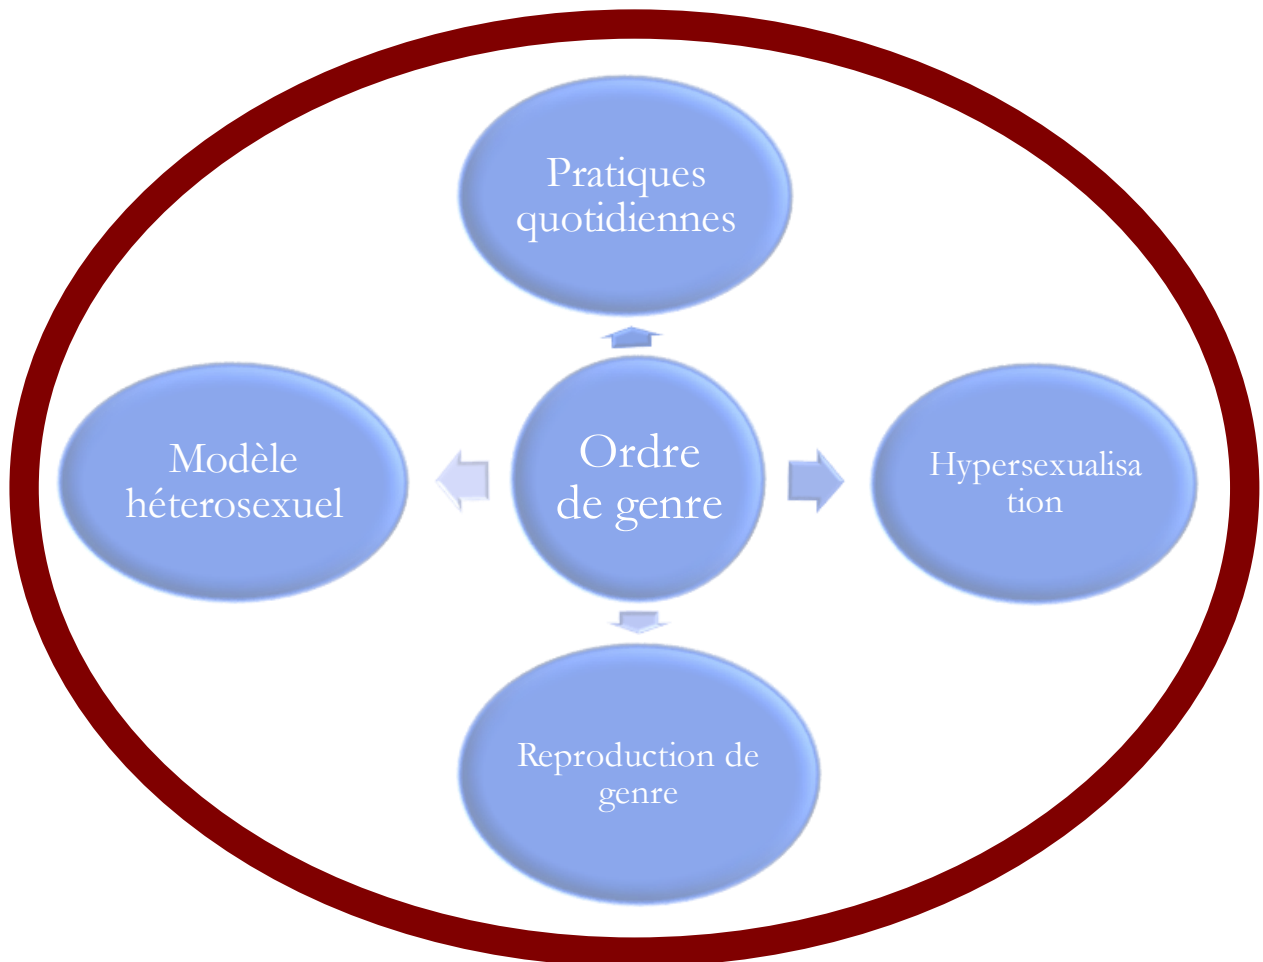 Pratiques
quotidiennes
Modèle
héterosexuel
Ordre
de genre
Hypersexualisa
tion
Reproduction de
genre